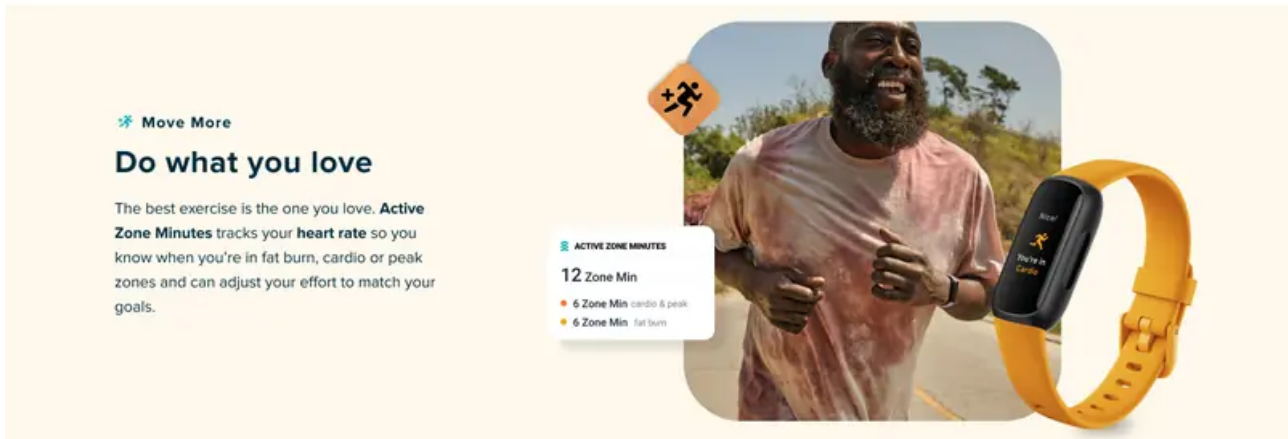 Move More
Do what you love
The best exercise is the one you love. Active
Zone Minutes tracks your heart rate so you
know when you're in fat burn, cardio or peak
zones and can adjust your effort to match your
goals.
ACTIVE ZONE MINUTES
12 Zone Min
6 Zone Min cardio & peak
6 Zone Min fat burn
Nice!
You're in
Cardio